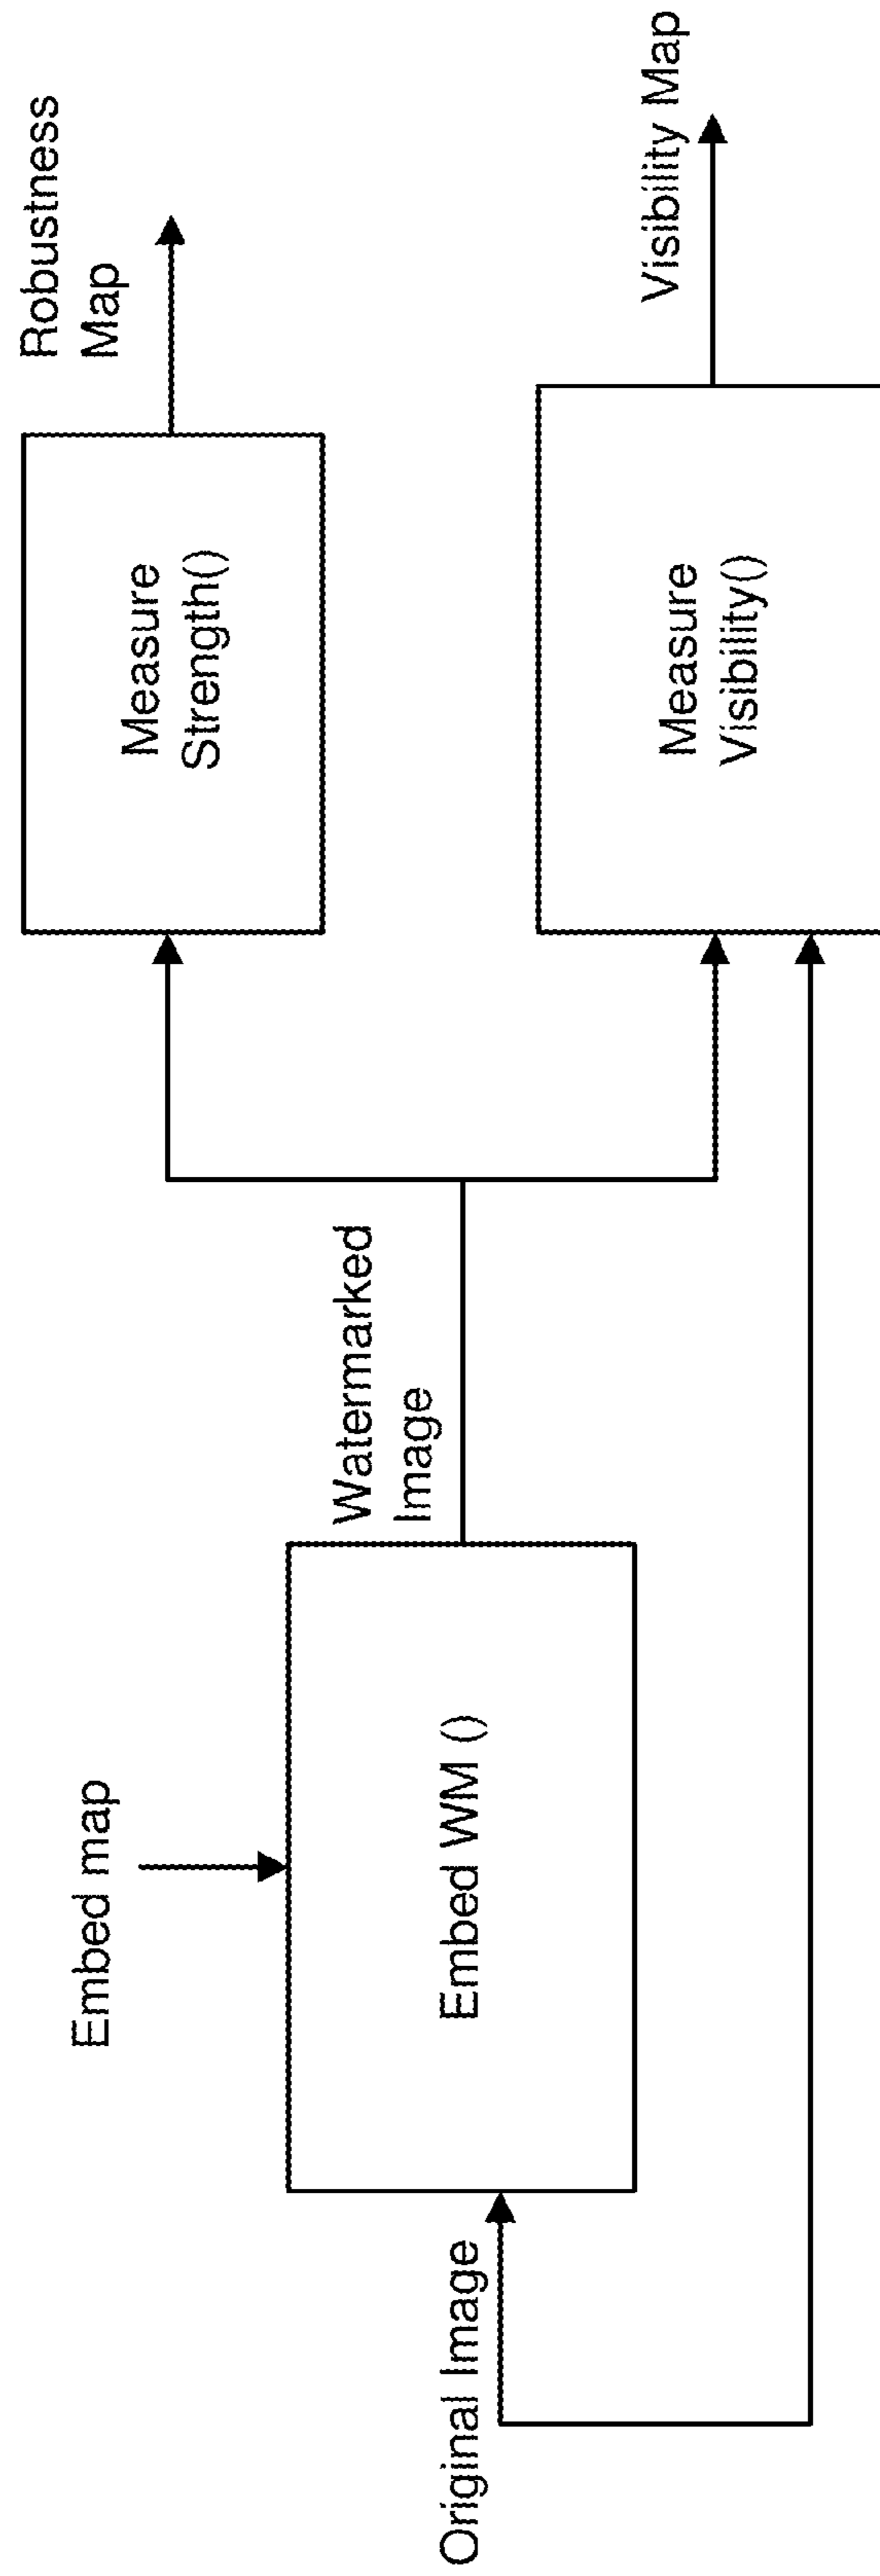 Embed map
Original Image
Embed WM ()
Watermarked
Image
Measure
Strength()
Robustness
Map
Measure
Visibility()
Visibility Map